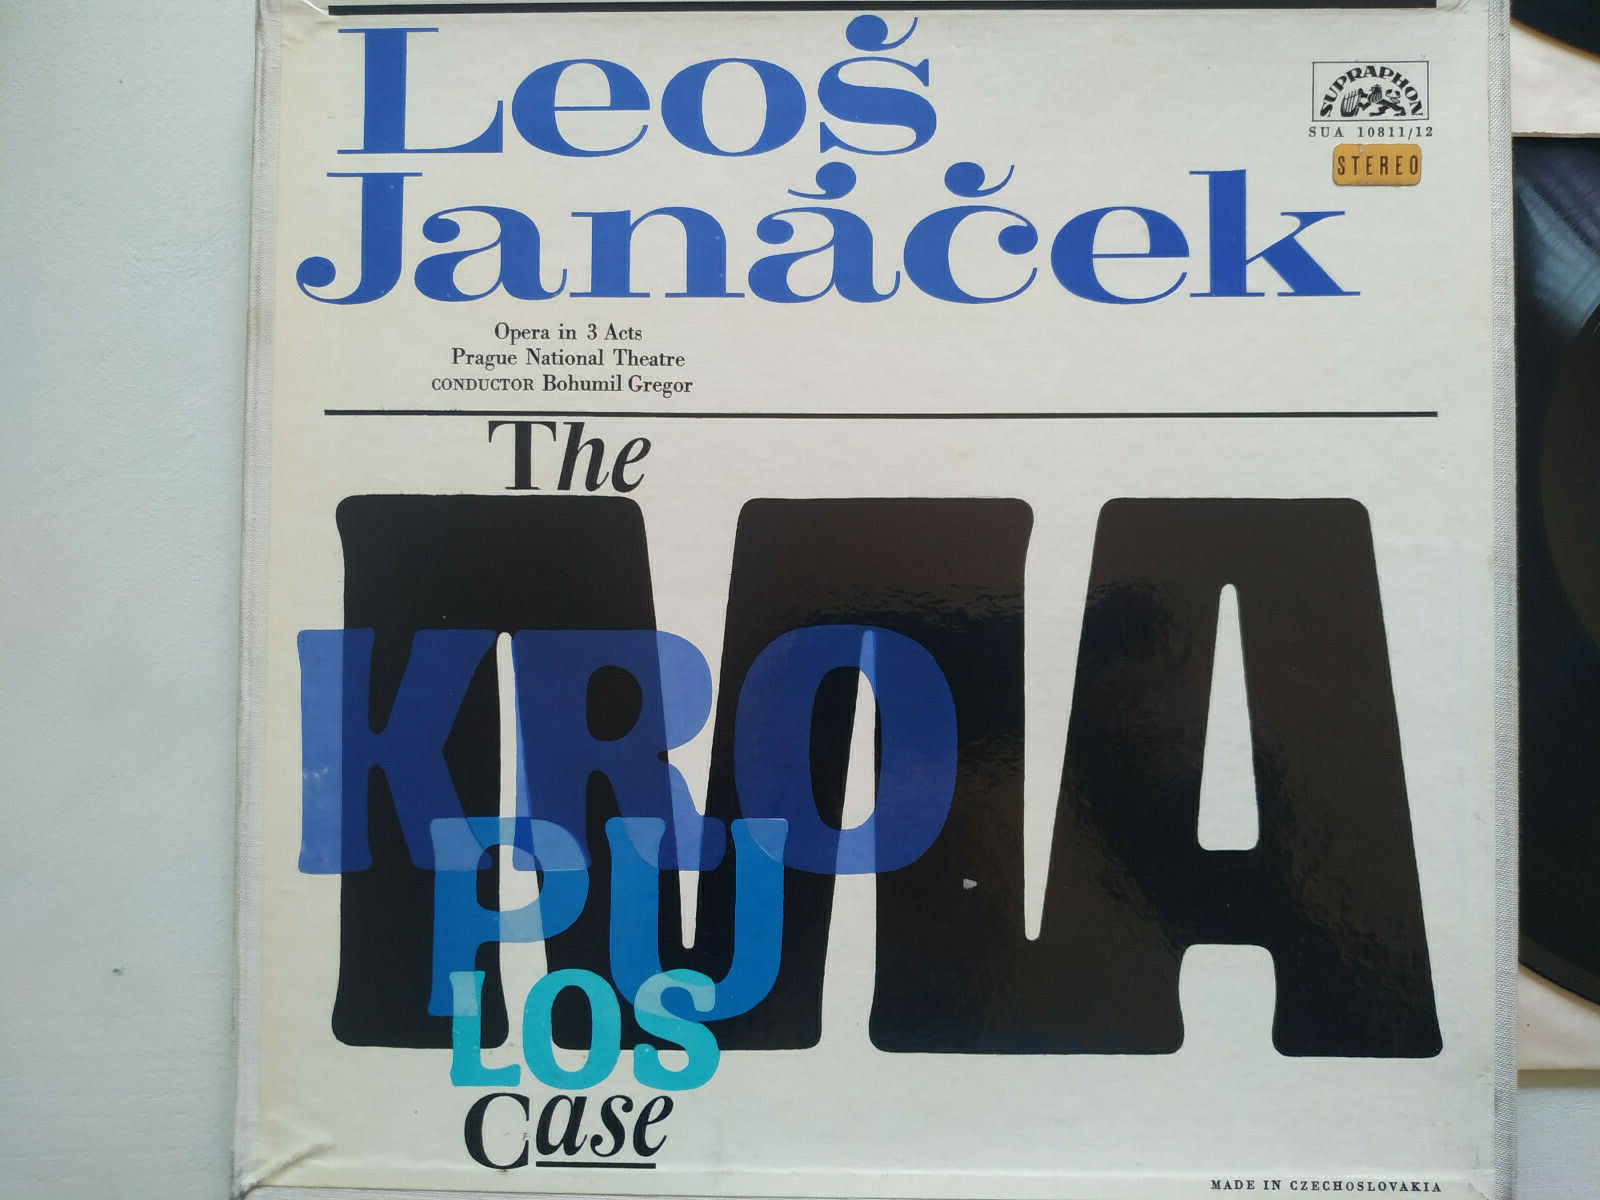 Leoš
SUPRAPHON
SUA 10811/12
STEREO
Janáček
Opera in 3 Acts
Prague National Theatre
CONDUCTOR Bohumil Gregor
The
MA
KRO
PU
LOS
Case
MADE IN CZECHOSLOVAKIA